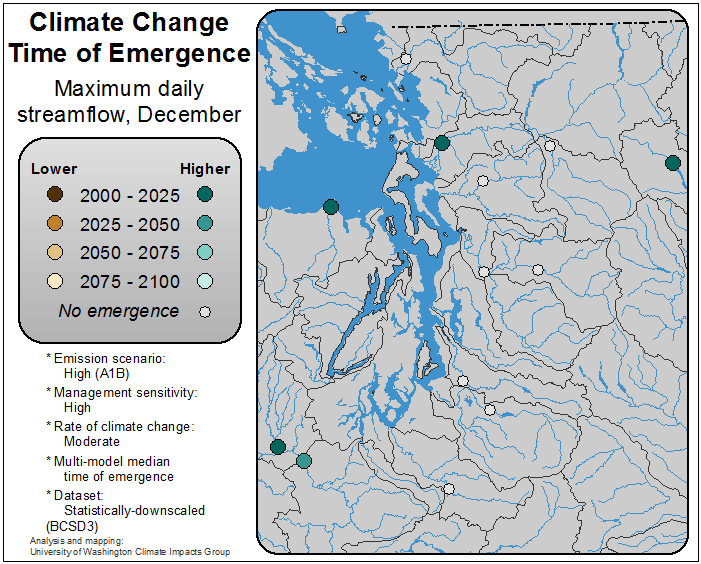 Climate Change
Time of Emergence
Maximum daily
streamflow, December
Lower Higher
2000 - 2025
2025 - 2050
2050 - 2075
2075 - 2100
No emergence
* Emission scenario:
High (A1B)
* Management sensitivity:
High
* Rate of climate change:
Moderate
* Multi-model median
time of emergence
* Dataset:
Statistically-downscaled
(BCSD3)
Analysis and mapping:
University of Washington Climate Impacts Group